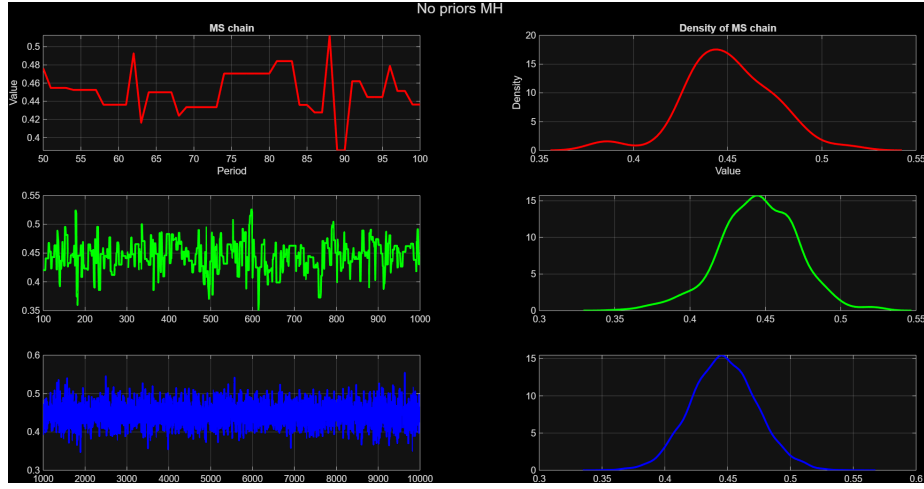 No priors MH
MS chain
Density of MS chain
Value
0.5
0.48
0.46
0.44
0.42
0.4
50 55 60 65 70 75 80 85 90 95 100
Period
Density
20
15
10
5
0
0.35 0.4 0.45 0.5 0.55
Value
0.55
0.5
0.45
0.4
0.35
100 200 300 400 500 600 700 800 900 1000
15
10
5
0
0.3 0.4 0.45 0.5 0.55
0.6
0.5
0.4
0.3
1000 2000 3000 4000 5000 6000 7000 8000 9000 10000
15
10
5
0
0.3 0.35 0.4 0.45 0.5 0.55 0.6